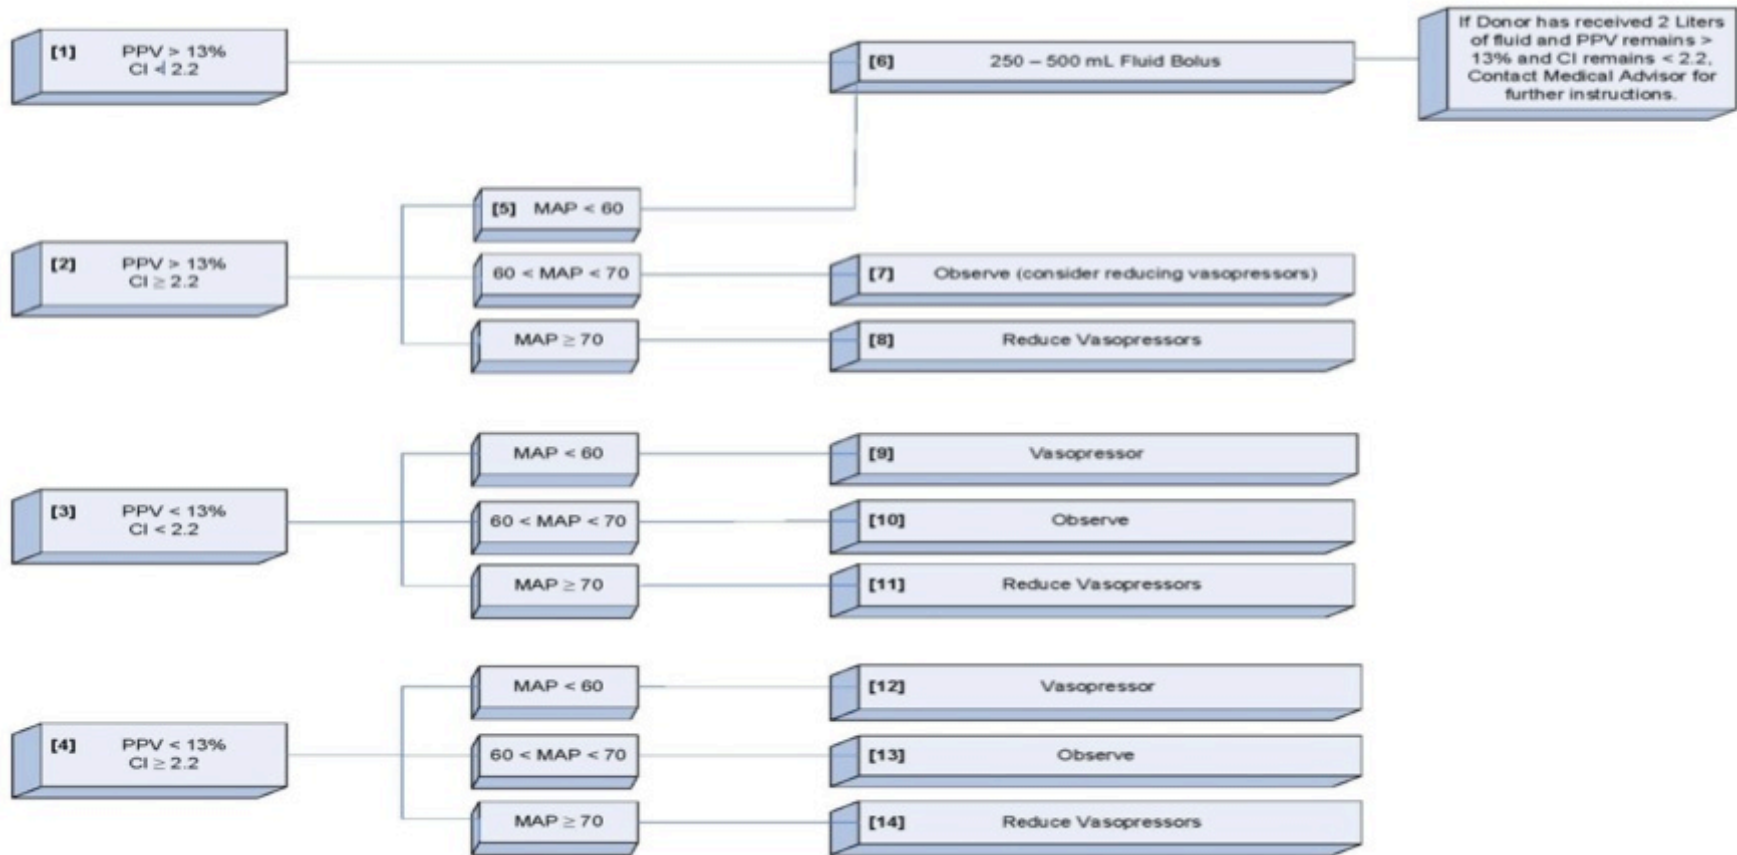 [1] PPV > 13%
CI < 2.2
[6] 250 – 500 mL Fluid Bolus
If Donor has received 2 Liters
of fluid and PPV remains >
13% and CI remains < 2.2,
Contact Medical Advisor for
further instructions.
[2] PPV > 13%
CI ≥ 2.2
[5] MAP < 60
60 < MAP < 70
[7] Observe (consider reducing vasopressors)
MAP ≥ 70
[8] Reduce Vasopressors
[3] PPV < 13%
CI < 2.2
MAP < 60
[9] Vasopressor
60 < MAP < 70
[10] Observe
MAP ≥ 70
[11] Reduce Vasopressors
[4] PPV < 13%
CI ≥ 2.2
MAP < 60
[12] Vasopressor
60 < MAP < 70
[13] Observe
MAP ≥ 70
[14] Reduce Vasopressors